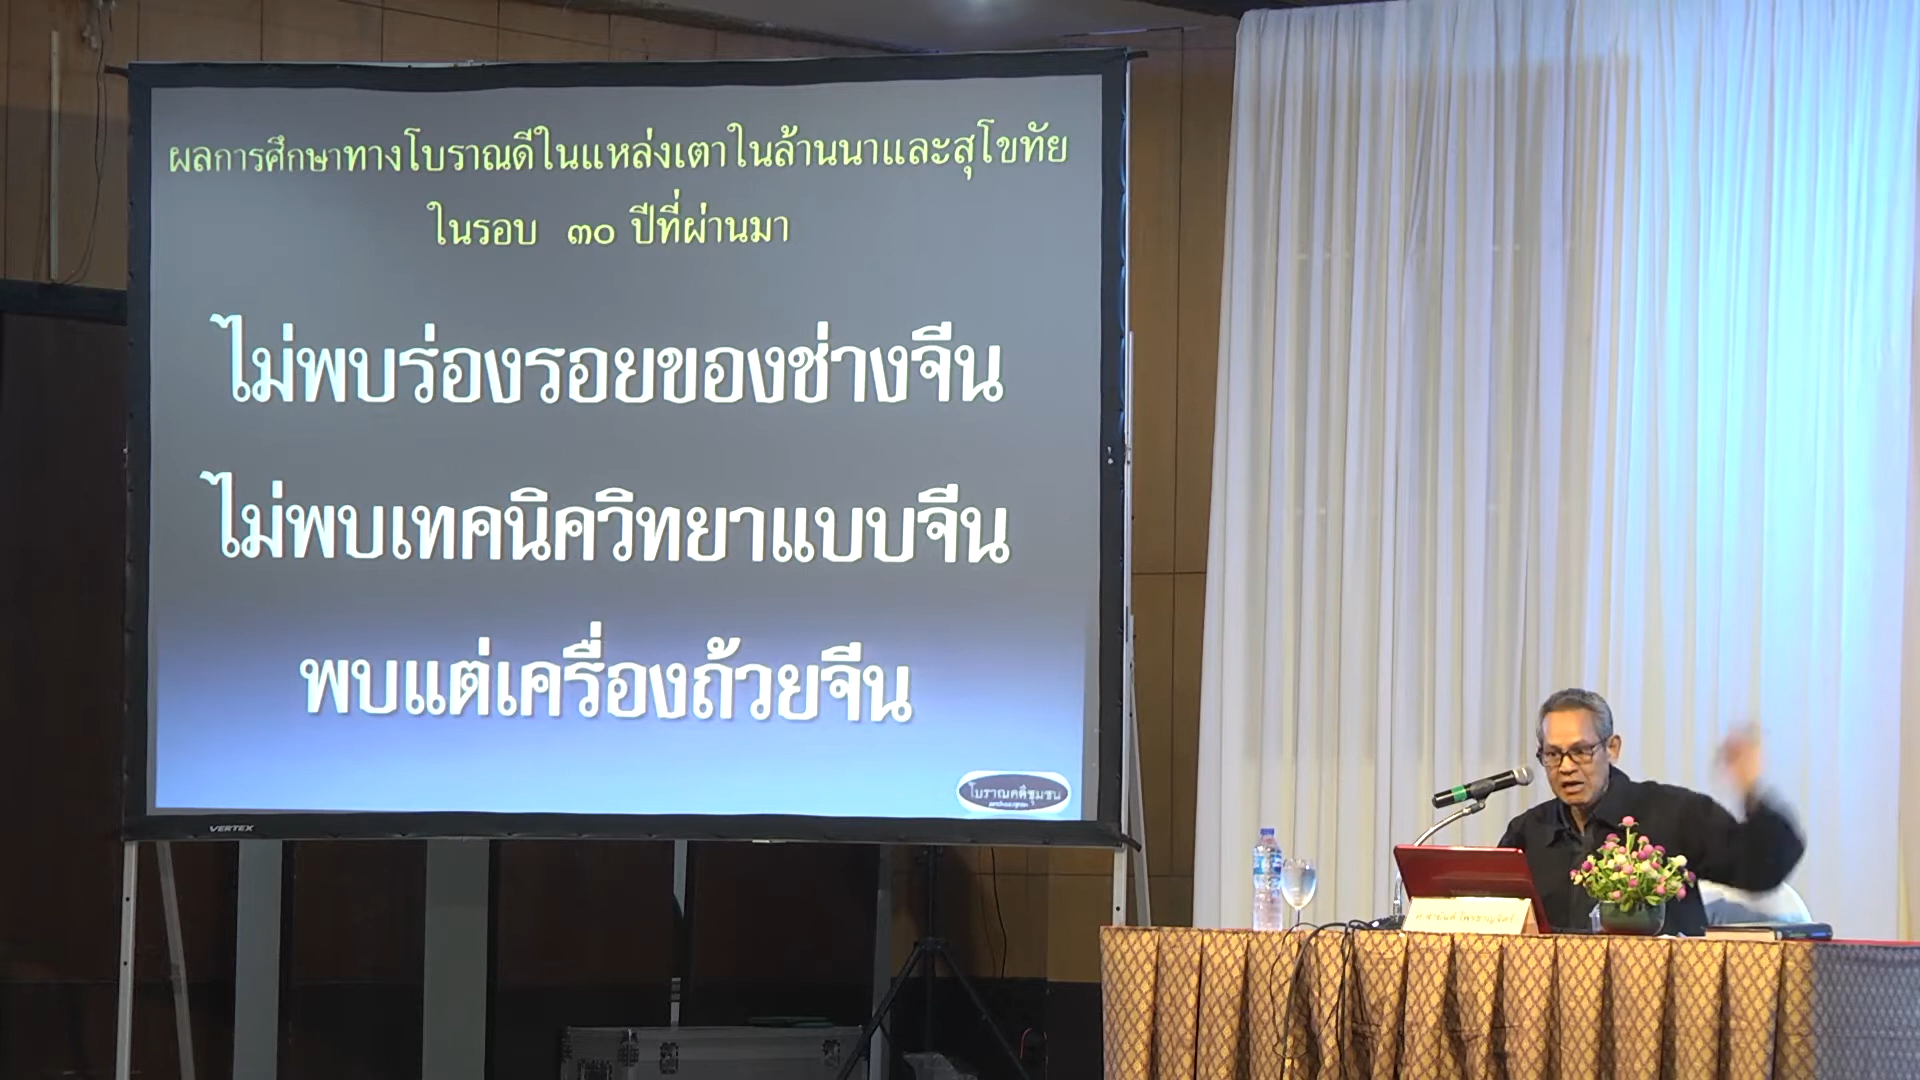 ผลการศึกษาทางโบราณดีในแหล่งเตาในล้านนาและสุโขทัย
ในรอบ ๓๐ ปีที่ผ่านมา
ไม่พบร่องรอยของช่างจีน
ไม่พบเทคนิควิทยาแบบจีน
พบแต่เครื่องถ้วยจีน
โบราณคดีชุมชน
VERTEX